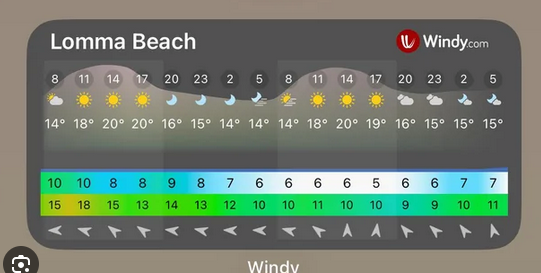 Lomma Beach
Windy.com
8 11 14 17 20 23 2 5 8 11 14 17 20 23 2 5
14° 18° 20° 20° 16° 15° 14° 14° 14° 18° 20° 19° 16° 15° 15° 15°
10 10 8 8 9 8 7 6 6 6 6 5 6 6 7 7
15 18 15 13 14 13 12 10 10 11 10 10 9 9 10 11
Windy